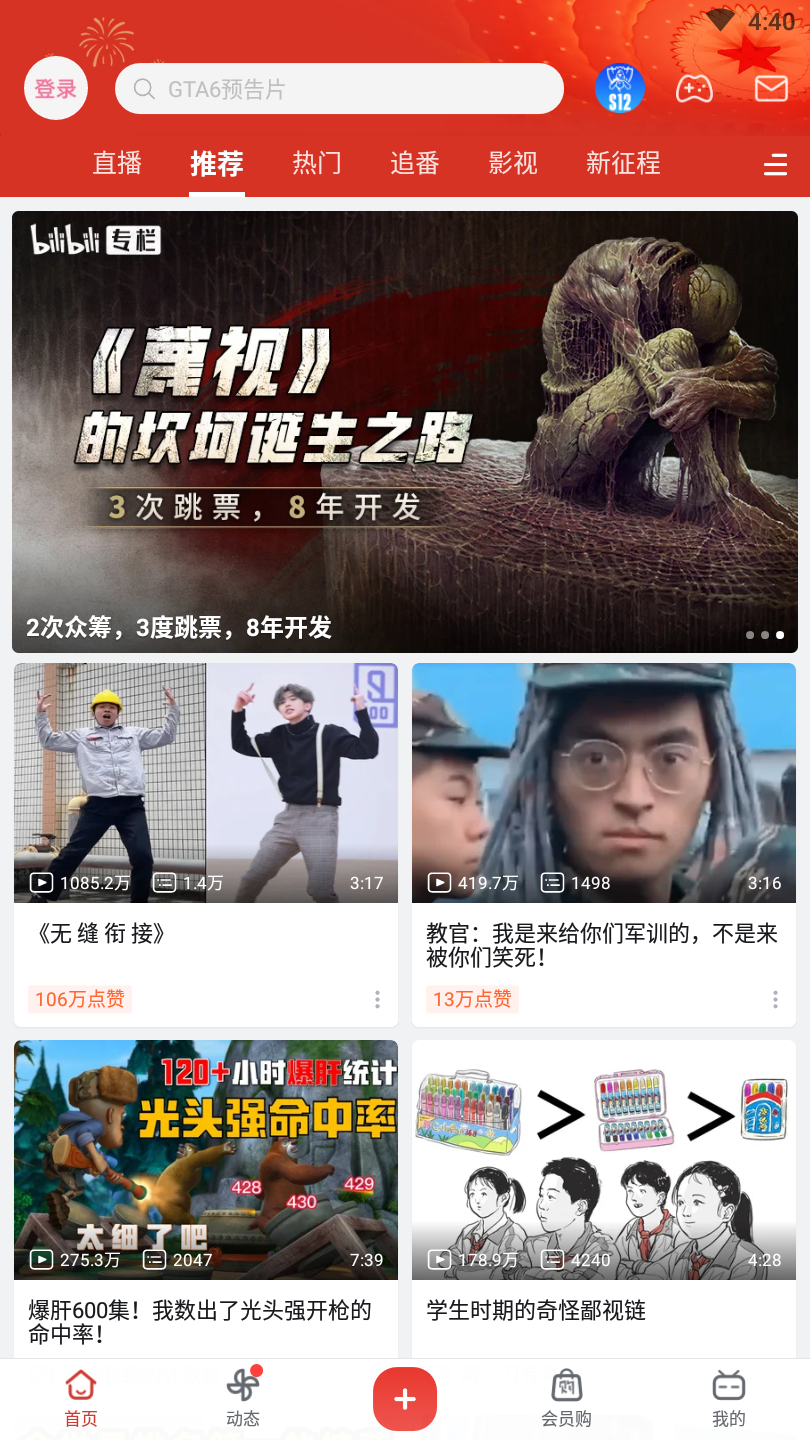 4:40
登录
GTA6预告片
S12
直播
推荐
热门
追番
影视
新征程
bilibili 专栏
《萬视》
的坎坷诞生之路
3次跳票，8年开发
2次众筹，3度跳票，8年开发
1085.2万
1.4万
3:17
《无 缝 衔 接》
106万点赞
419.7万
1498
3:16
教官：我是来给你们军训的，不是来
被你们笑死！
13万点赞
120+小时爆肝统计
光头强命中率
428
430
429
太细了吧
275.3万
2047
7:39
爆肝600集！我数出了光头强开枪的
命中率！
>
>
178.9万
4240
4:28
学生时期的奇怪鄙视链
首页
动态
购
会员购
我的